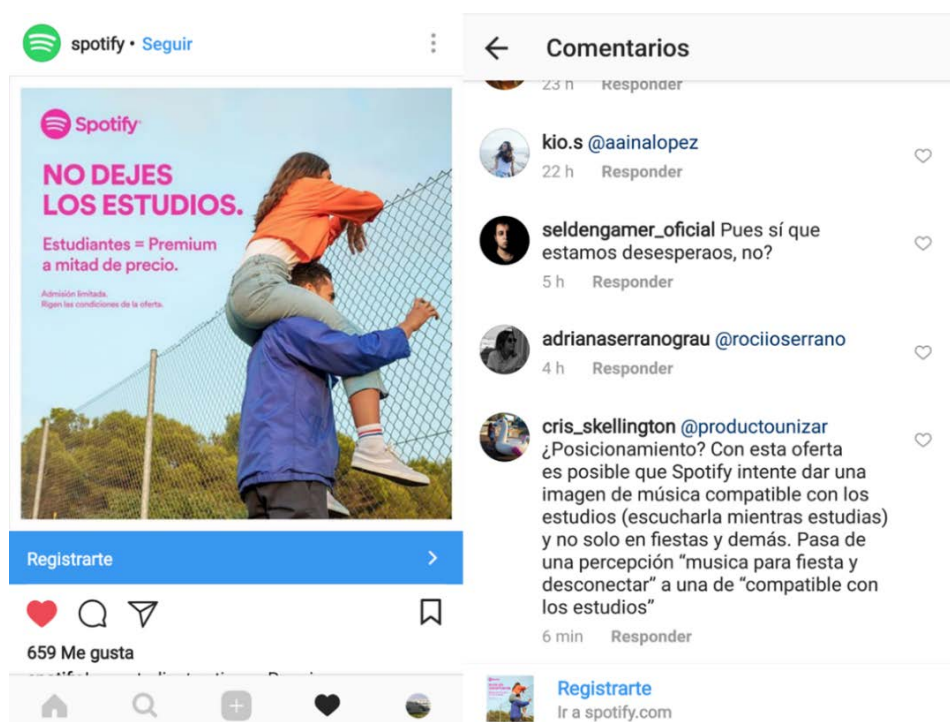 spotify • Seguir
Spotify
NO DEJES
LOS ESTUDIOS.
Estudiantes = Premium
a mitad de precio.
Admisión limitada.
Rigen las condiciones de la oferta.
Registrarte
659 Me gusta
Comentarios
23 h Responder
kio.s @aainalopez
22 h Responder
seldengamer_oficial Pues sí que
estamos desesperaos, no?
5 h Responder
adrianaserranograu @rociioserrano
4 h Responder
cris_skellington @productounizar
¿Posicionamiento? Con esta oferta
es posible que Spotify intente dar una
imagen de música compatible con los
estudios (escucharla mientras estudias)
y no solo en fiestas y demás. Pasa de
una percepción “musica para fiesta y
desconectar” a una de “compatible con
los estudios”
6 min Responder
Registrarte
Ir a spotify.com